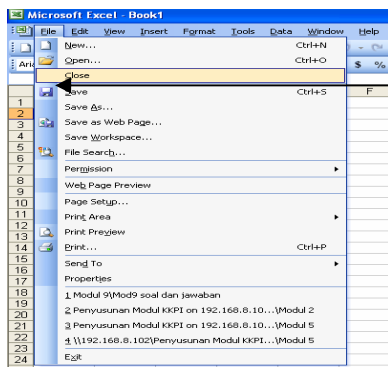 Microsoft Excel - Book1
File Edit View Insert Format Tools Data Window Help
New... Ctrl+N
Open... Ctrl+O
Aria $ %
Close
Save Ctrl+S F
1
Save As...
2
Save as Web Page...
3
Save Workspace...
4
File Search...
5
6
Permission
7
8
Web Page Preview
9
Page Setup...
10
Print Area
11
12
Print Preview
13
Print... Ctrl+P
14
15
Send To
16
Properties
17
1 Modul 9\Mod9 soal dan jawaban
18
19
2 Penyusunan Modul KKPI on 192.168.8.10...\Modul 2
20
3 Penyusunan Modul KKPI on 192.168.8.10...\Modul 5
21
22
4 \\192.168.8.102\Penyusunan Modul KKPI...\Modul 5
23
Exit
24